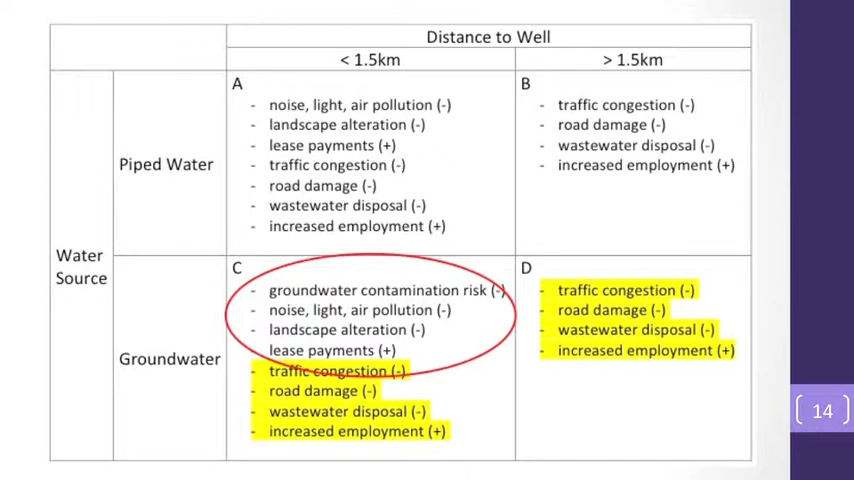 Distance to Well
< 1.5km
> 1.5km
Water Source
Piped Water
A
- noise, light, air pollution (-)
- landscape alteration (-)
- lease payments (+)
- traffic congestion (-)
- road damage (-)
- wastewater disposal (-)
- increased employment (+)
B
- traffic congestion (-)
- road damage (-)
- wastewater disposal (-)
- increased employment (+)
Groundwater
C
- groundwater contamination risk (-)
- noise, light, air pollution (-)
- landscape alteration (-)
lease payments (+)
- traffic congestion (-)
- road damage (-)
- wastewater disposal (-)
- increased employment (+)
D
- traffic congestion (-)
- road damage (-)
- wastewater disposal (-)
- increased employment (+)
14